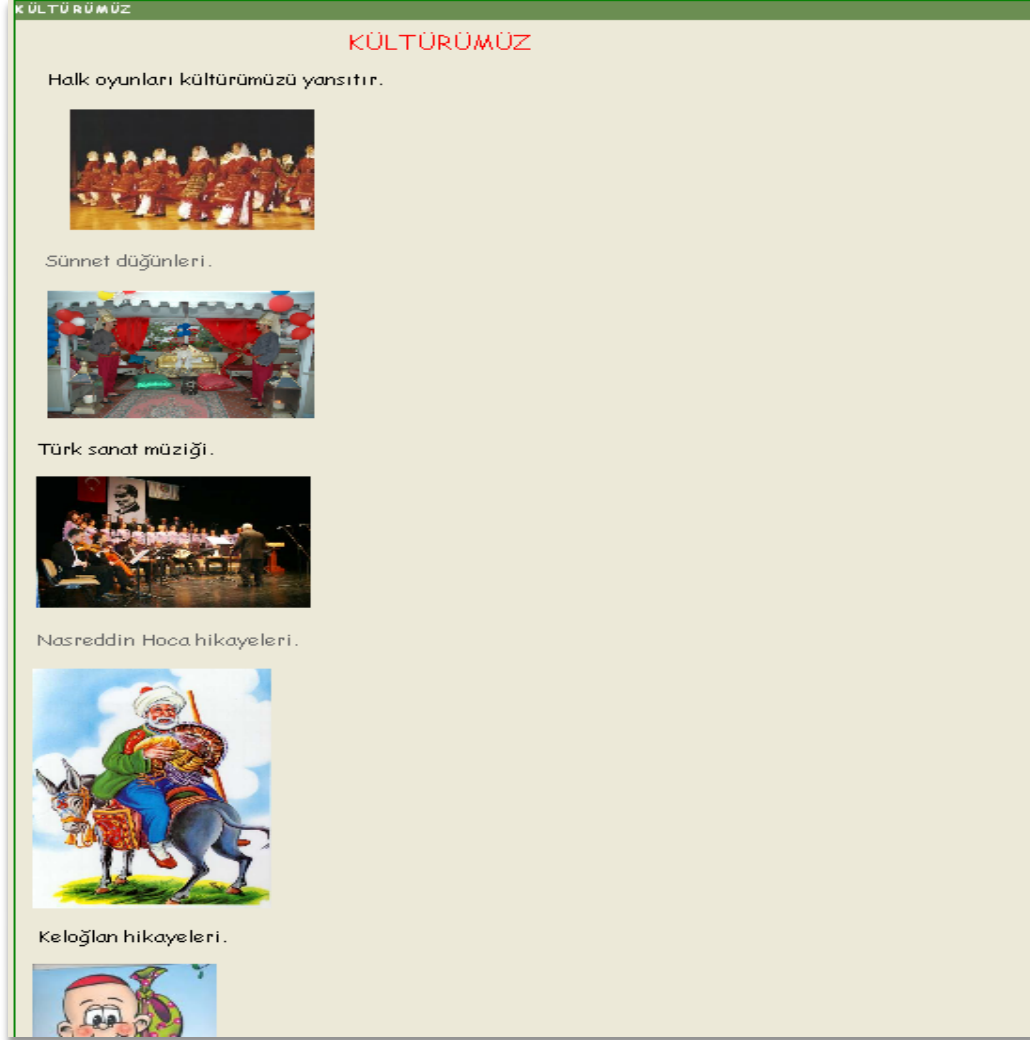 KÜLTÜRÜMÜZ
KÜLTÜRÜMÜZ
Halk oyunları kültürümüzü yansıtır.
Sünnet düğünleri.
Türk sanat müziği.
Nasreddin Hoca hikayeleri.
Keloğlan hikayeleri.